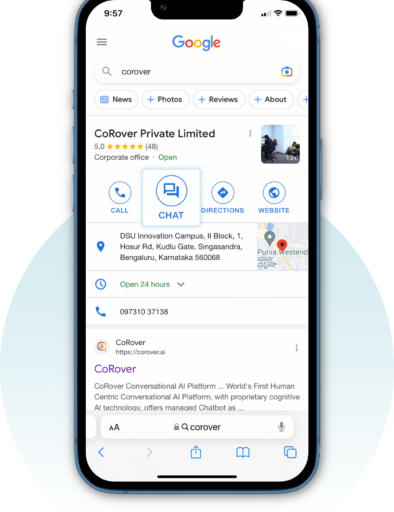 9:57
Google
corover
News + Photos + Reviews + About +
CoRover Private Limited
5.0 ★★★★★ (48)
Corporate office · Open
13+
CALL
CHAT
DIRECTIONS
WEBSITE
DSU Innovation Campus, II Block, 1,
Hosur Rd, Kudlu Gate, Singasandra,
Bengaluru, Karnataka 560068
Purva Westend
Open 24 hours
097310 37138
CoRover
https://corover.ai
CoRover
CoRover Conversational AI Platform ... World's First Human
Centric Conversational AI Platform, with proprietary cognitive
AI technology, offers managed Chatbot as ...
AA
corover